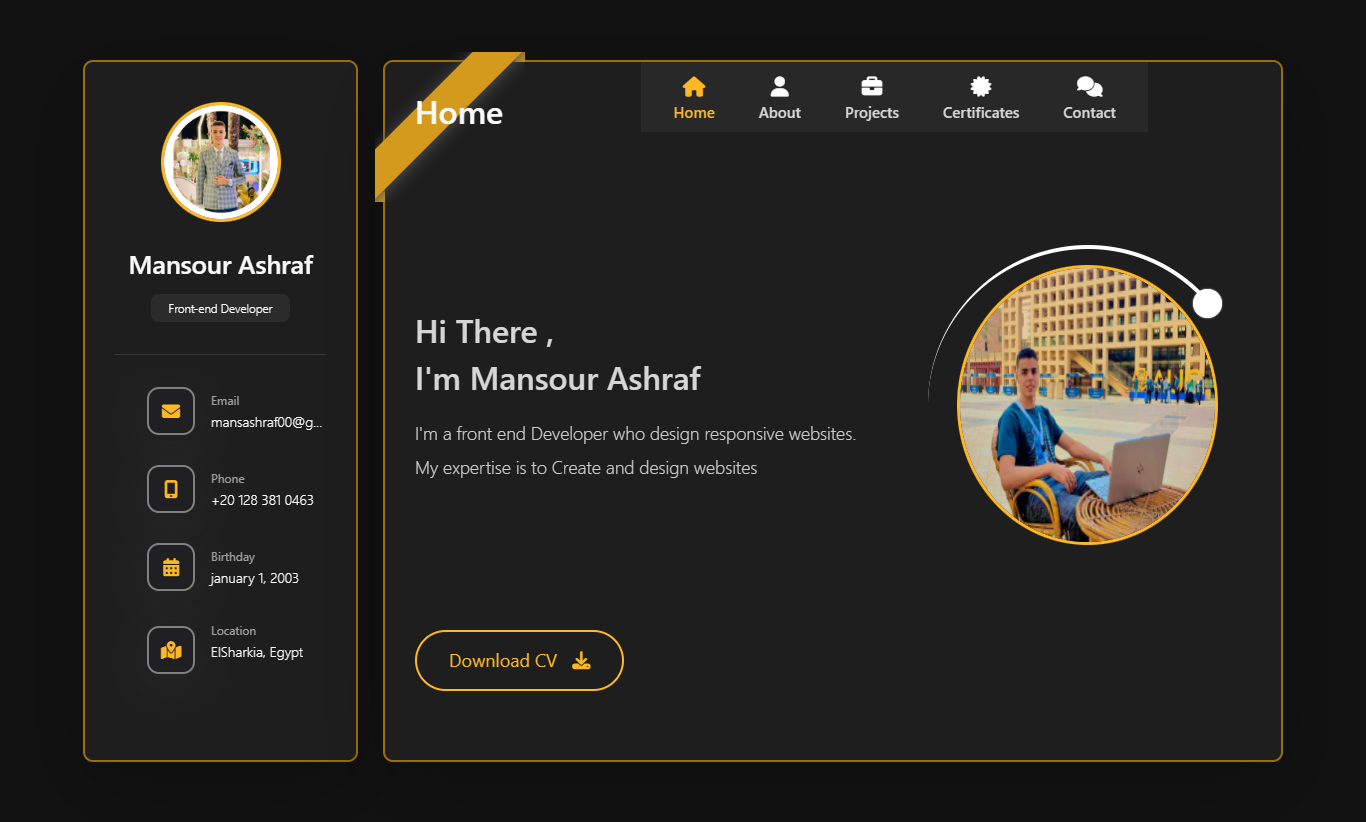 Mansour Ashraf
Front-end Developer
Email
mansashraf00@g...
Phone
+20 128 381 0463
Birthday
january 1, 2003
Location
ElSharkia, Egypt
Home
Home
About
Projects
Certificates
Contact
Hi There ,
I'm Mansour Ashraf
I'm a front end Developer who design responsive websites.
My expertise is to Create and design websites
Download CV